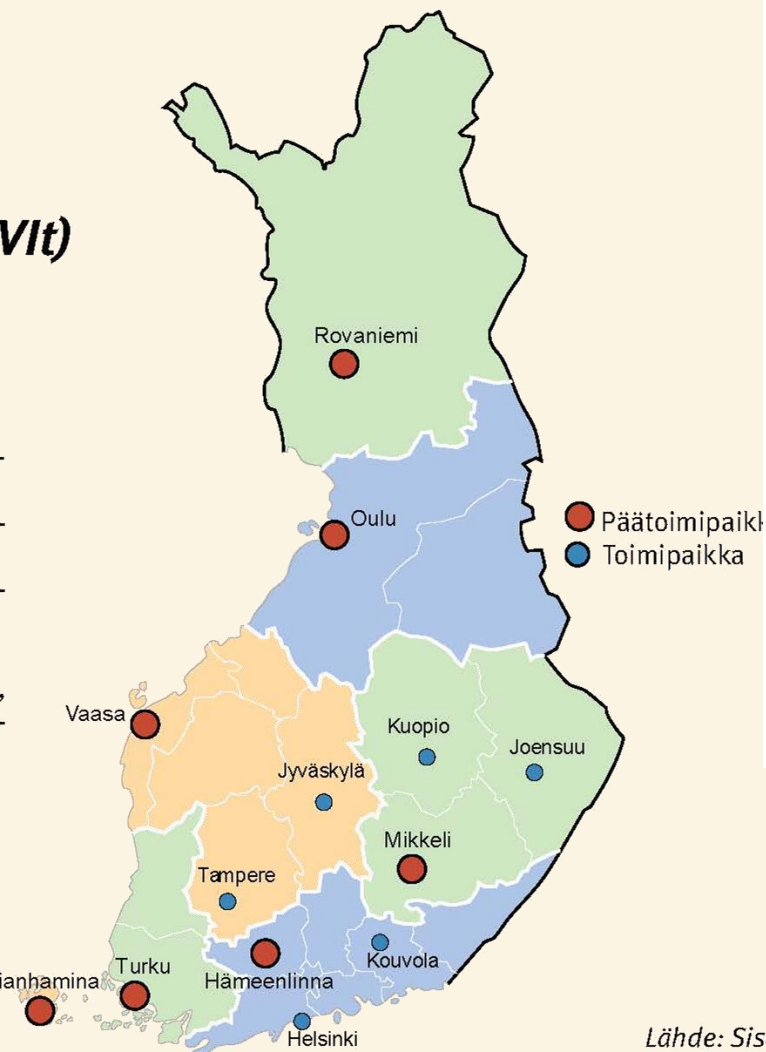 VIt)
Rovaniemi
Oulu
Päätoimipaikk
Toimipaikka
Vaasa
Kuopio
Joensuu
Jyväskylä
Mikkeli
Tampere
Kouvola
Turku
ianhamina
Hämeenlinna
Helsinki
Lähde: Sis